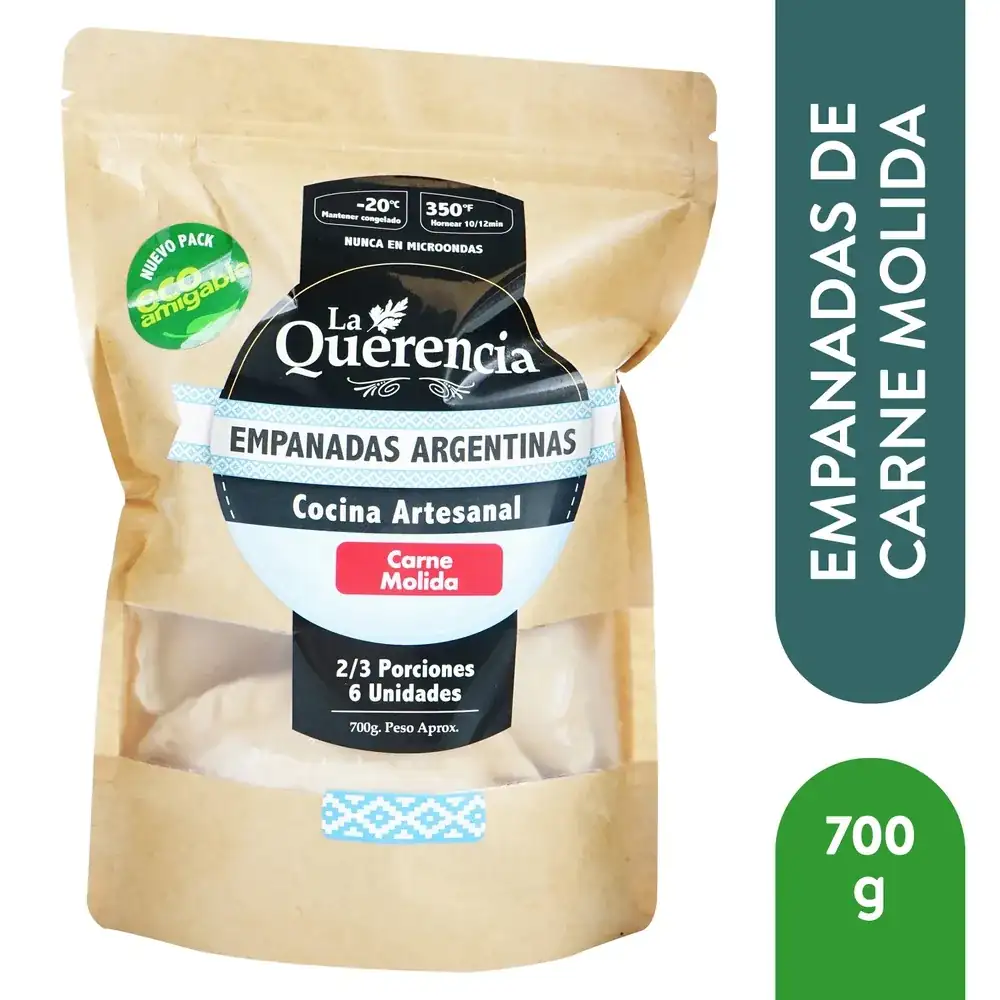 -20°C
Mantener congelado
350°F
Hornear 10/12min
NUNCA EN MICROONDAS
NUEVO PACK
eco
amigable
La
Querencia
EMPANADAS ARGENTINAS
Cocina Artesanal
Carne
Molida
2/3 Porciones
6 Unidades
700g. Peso Aprox.
EMPANADAS DE
CARNE MOLIDA
700
g